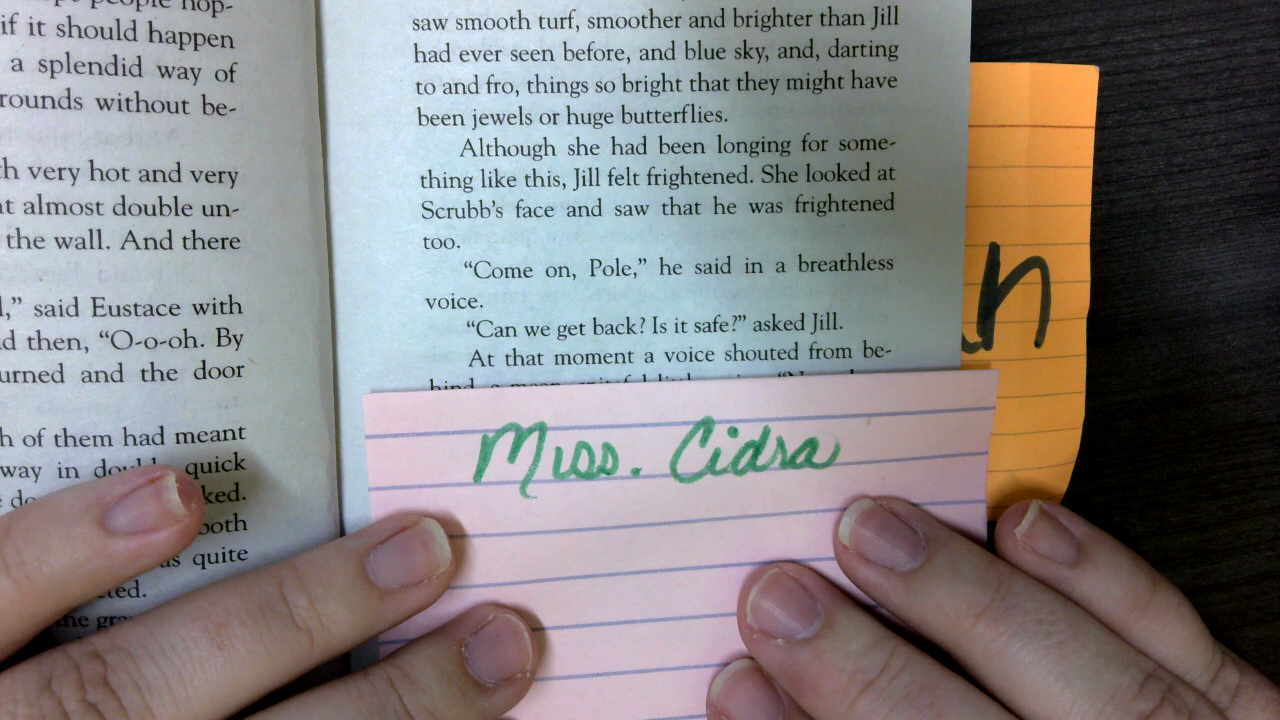 if it should happen
a splendid way of
rounds without be-
very hot and very
almost double un-
the wall. And there
said Eustace with
then, “O-o-oh. By
and the door
of them had meant
way in double quick
both
quite
saw smooth turf, smoother and brighter than Jill
had ever seen before, and blue sky, and, darting
to and fro, things so bright that they might have
been jewels or huge butterflies.
Although she had been longing for some-
thing like this, Jill felt frightened. She looked at
Scrubb’s face and saw that he was frightened
too.
“Come on, Pole,” he said in a breathless
voice.
“Can we get back? Is it safe?” asked Jill.
At that moment a voice shouted from be-
Miss. Cidra